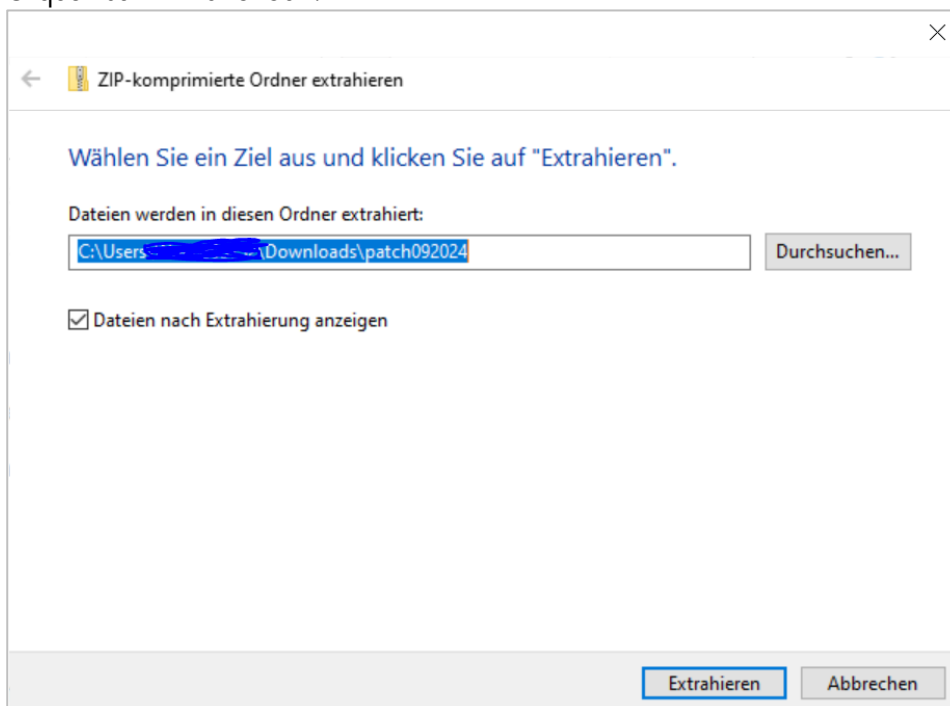 ZIP-komprimierte Ordner extrahieren
Wählen Sie ein Ziel aus und klicken Sie auf "Extrahieren".
Dateien werden in diesen Ordner extrahiert:
C:\Users \Downloads\patch092024
Durchsuchen...
Dateien nach Extrahierung anzeigen
Extrahieren
Abbrechen